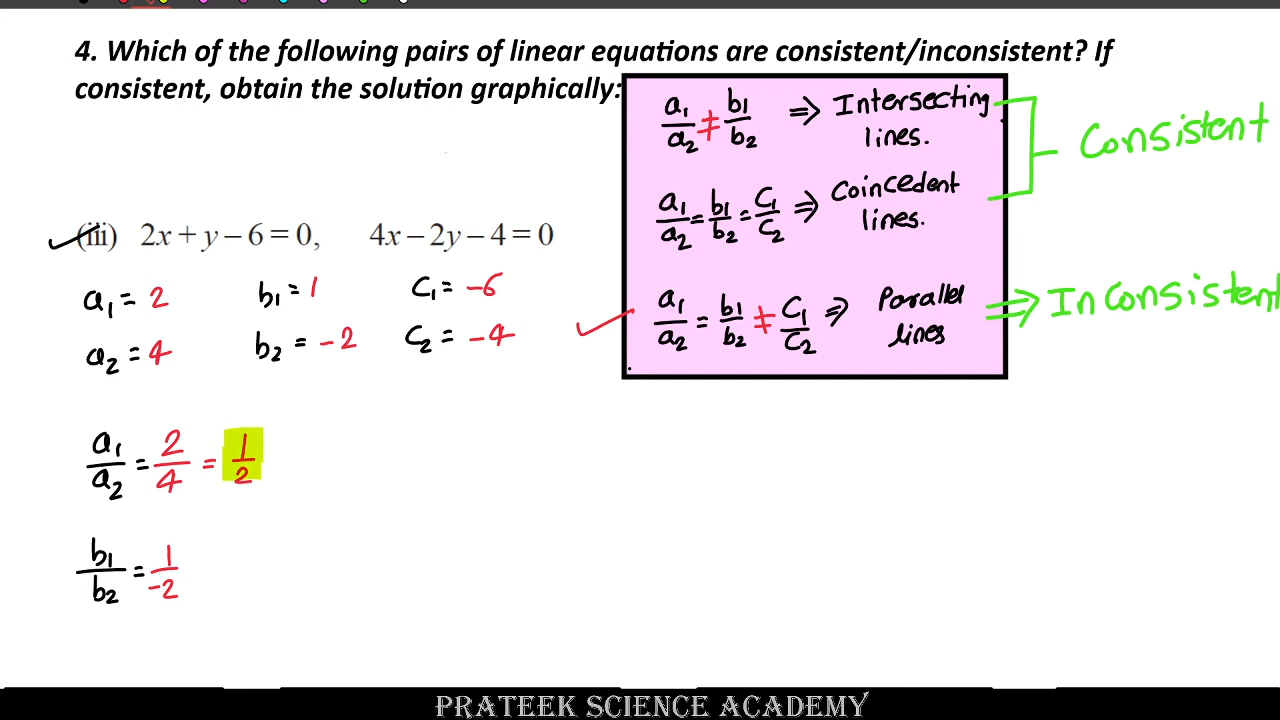 4. Which of the following pairs of linear equations are consistent/inconsistent? If
consistent, obtain the solution graphically:
a1/a2 ≠ b1/b2 ⇒ Intersecting
lines.
Consistent
a1/a2 = b1/b2 = c1/c2 ⇒ Coincedent
lines.
a1/a2 = b1/b2 ≠ c1/c2 ⇒ Parallel
lines
⇒ Inconsistent
(iii) 2x + y – 6 = 0, 4x – 2y – 4 = 0
a1 = 2 b1 = 1 c1 = -6
a2 = 4 b2 = -2 c2 = -4
a1/a2 = 2/4 = 1/2
b1/b2 = 1/-2
PRATEEK SCIENCE ACADEMY